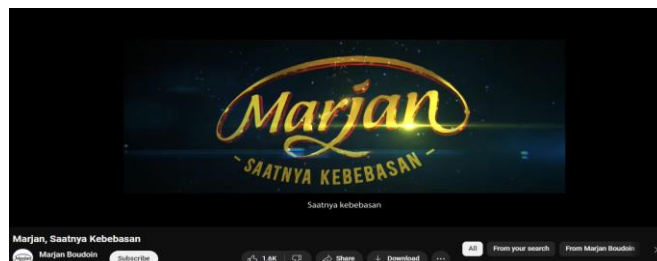 Marjan
- SAATNYA KEBEBASAN -
Saatnya kebebasan
Marjan, Saatnya Kebebasan
Marjan Boudoin
Subscribe
1.6K
Share
Download
...
All
From your search
From Marjan Boudoin